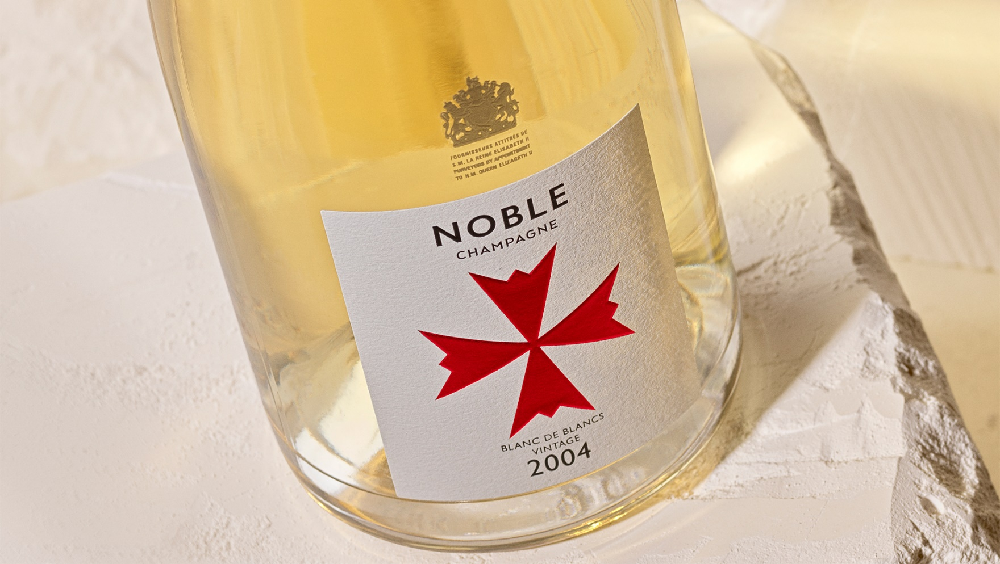 FOURNISSEURS ATTITRÉS DE
S.M. LA REINE ELISABETH II
PURVEYORS BY APPOINTMENT
TO H.M. QUEEN ELIZABETH II
NOBLE
CHAMPAGNE
BLANC DE BLANCS
VINTAGE
2004